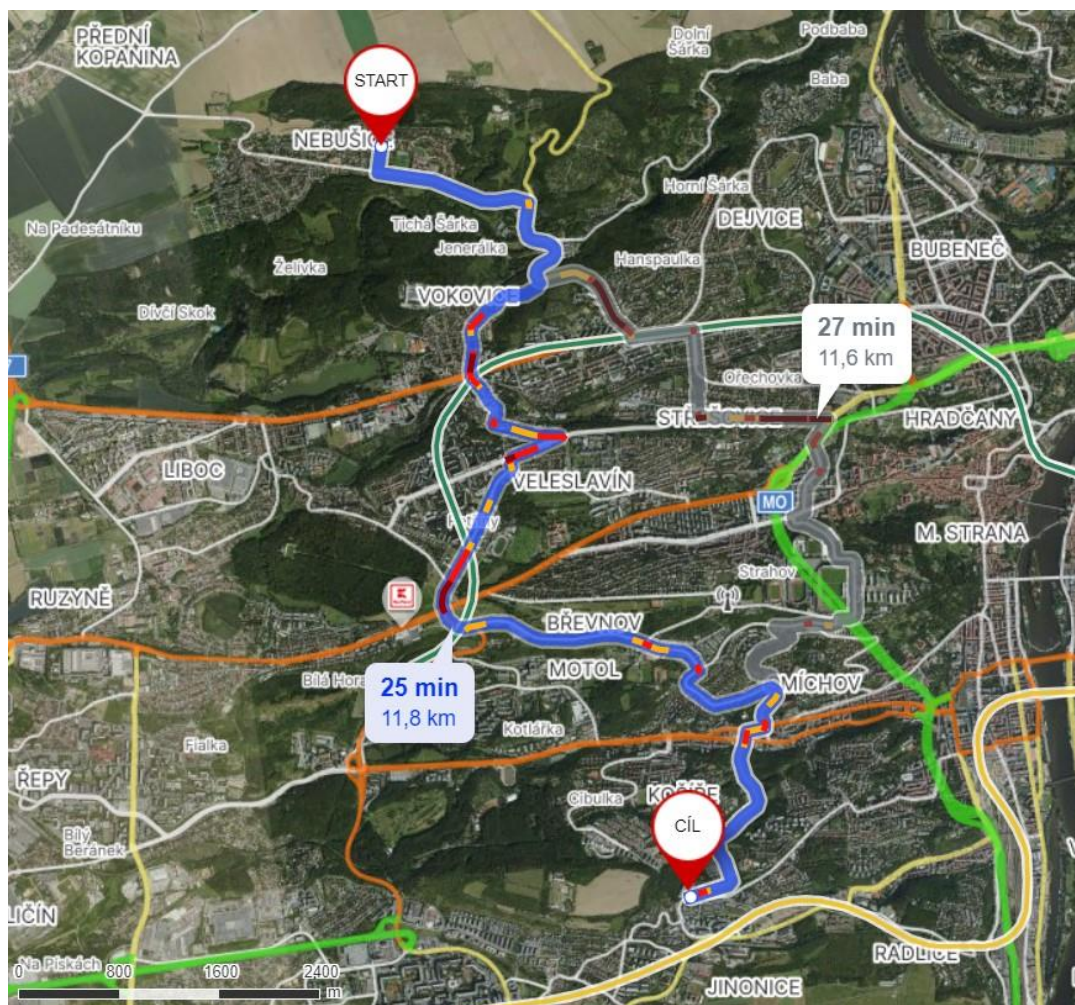 PŘEDNÍ
KOPANINA
Dolní
Šárka
Podbaba
Baba
START
NEBUŠICE
Na Padesátníku
Tichá Šárka
Jenerálka
Horní Šárka
DEJVICE
BUBENEČ
Želivka
Hanspaulka
VOKOVICE
Dívčí Skok
27 min
11,6 km
7
Ořechovka
HRADČANY
LIBOC
VELESLAVÍN
MO
M. STRANA
Strahov
RUZYNĚ
BŘEVNOV
MOTOL
Bílá Hora
25 min
11,8 km
MÍCHOV
Kotlářka
Fialka
ŘEPY
Cibulka
KOŠÍŘE
CÍL
Bílý
Beránek
LIČÍN
Na Pískách
RADLICE
JINONICE
0 800 1600 2400
m